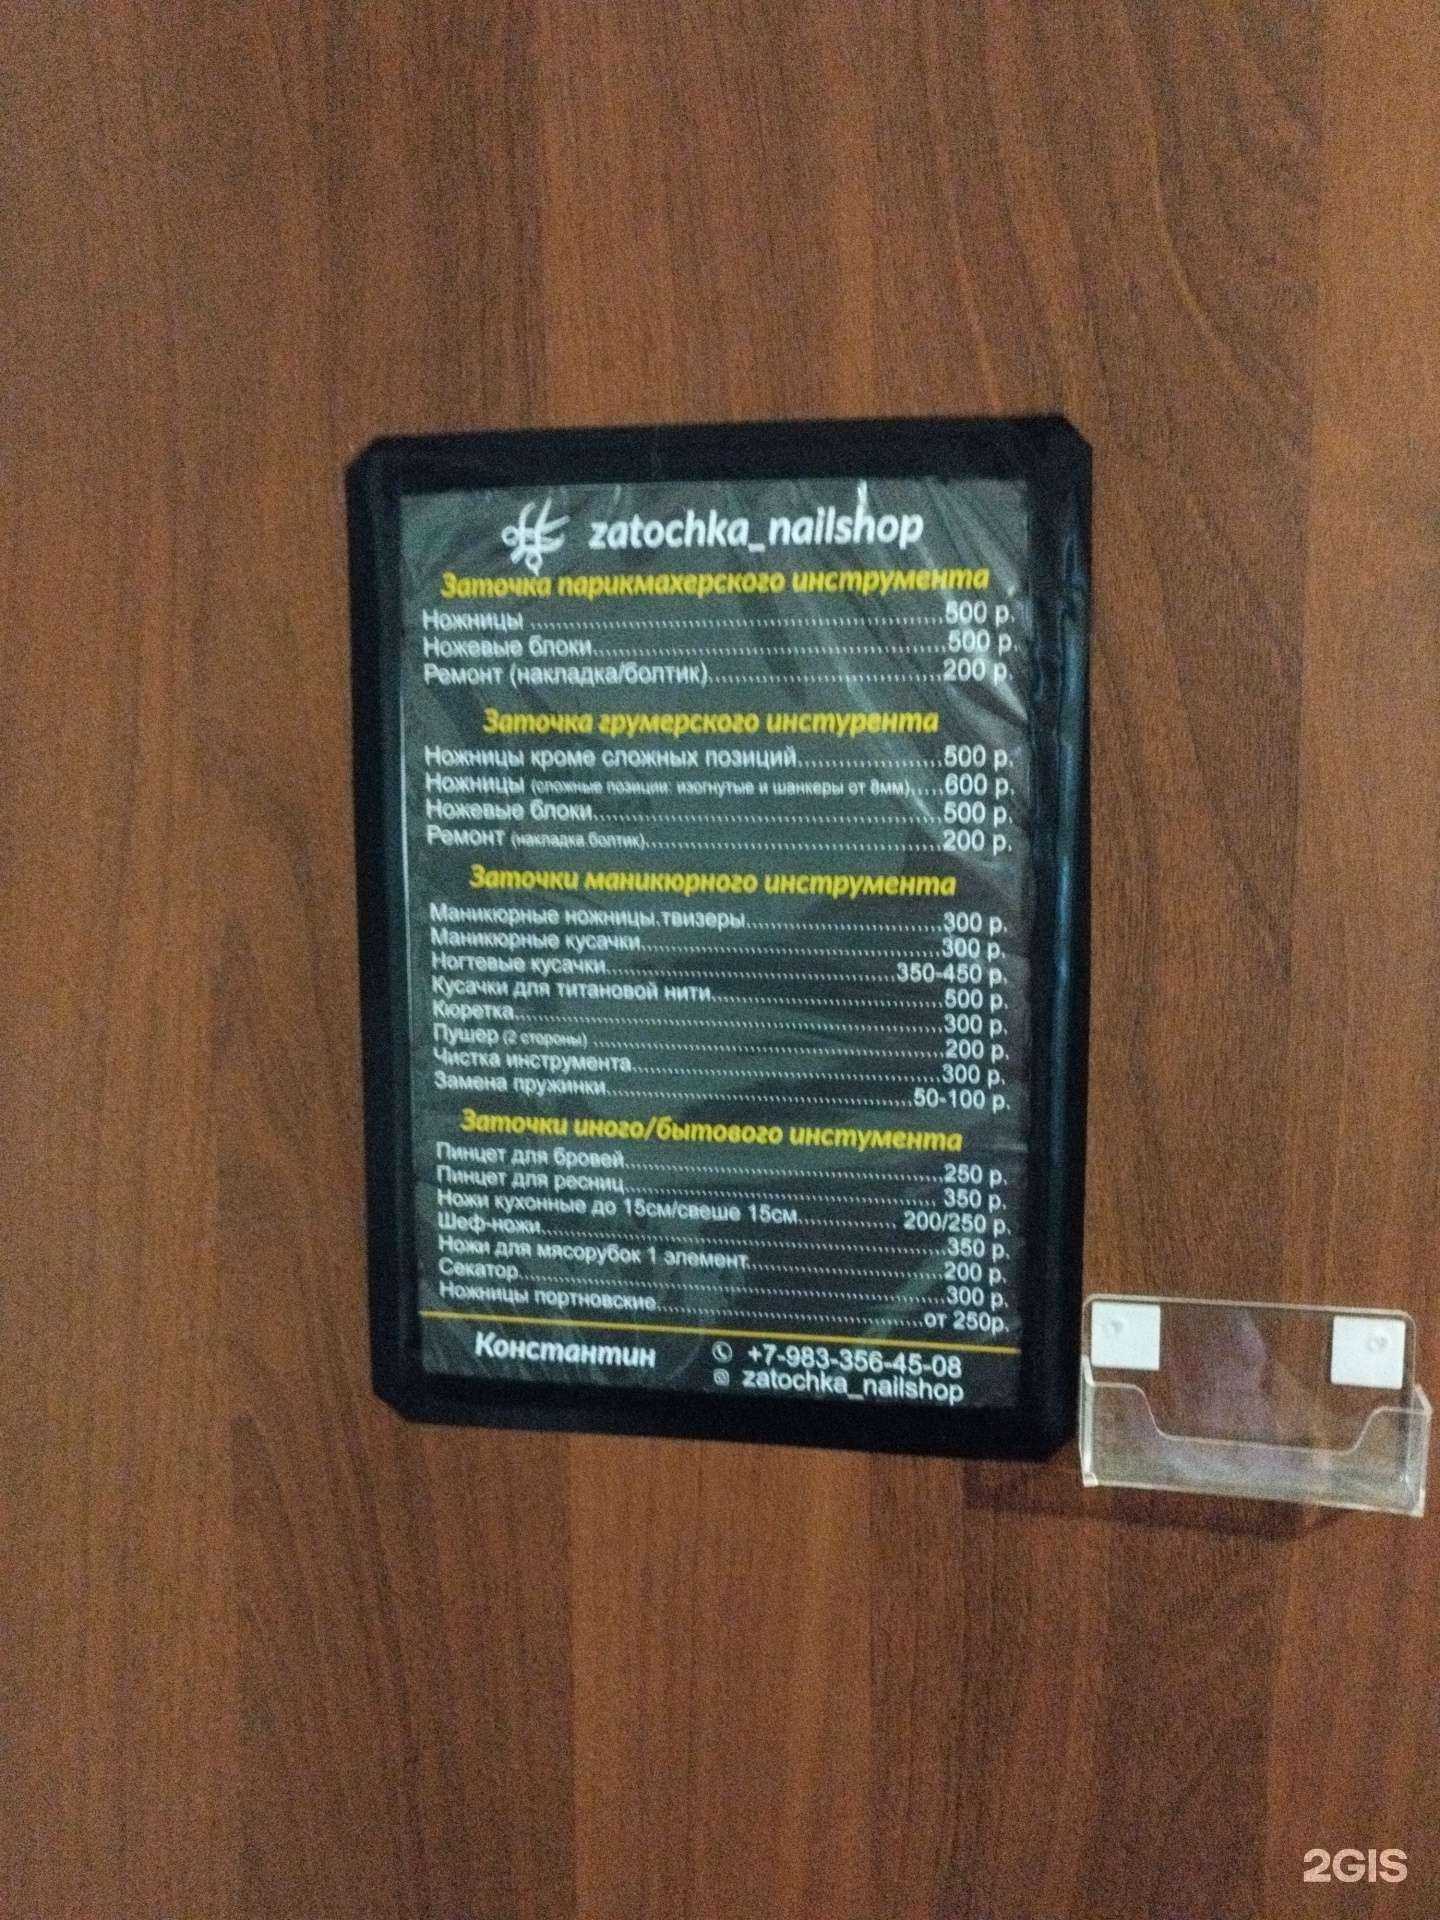 zatochka_nailshop
Заточка парикмахерского инструмента
Ножницы ........................................500 р.
Ножевые блоки...................................500 р.
Ремонт (накладка/болтик)........................200 р.
Заточка грумерского инстурента
Ножницы кроме сложных позиций...................500 р.
Ножницы (сложные позиции: изогнутые и шанкеры от 8мм).....600 р.
Ножевые блоки...................................500 р.
Ремонт (накладка болтик)........................200 р.
Заточки маникюрного инструмента
Маникюрные ножницы,твизеры......................300 р.
Маникюрные кусачки..............................300 р.
Ногтевые кусачки................................350-450 р.
Кусачки для титановой нити......................500 р.
Кюретка.........................................300 р.
Пушер (2 стороны) ..............................200 р.
Чистка инструмента..............................300 р.
Замена пружинки.................................50-100 р.
Заточки иного/бытового инстумента
Пинцет для бровей...............................250 р.
Пинцет для ресниц............................... 350 р.
Ножи кухонные до 15см/свеше 15см............... 200/250 р.
Шеф-ножи........................................350 р.
Ножи для мясорубок 1 элемент....................200 р.
Секатор.........................................300 р.
Ножницы портновские.............................от 250р.
Константин
+7-983-356-45-08
zatochka_nailshop
2GIS